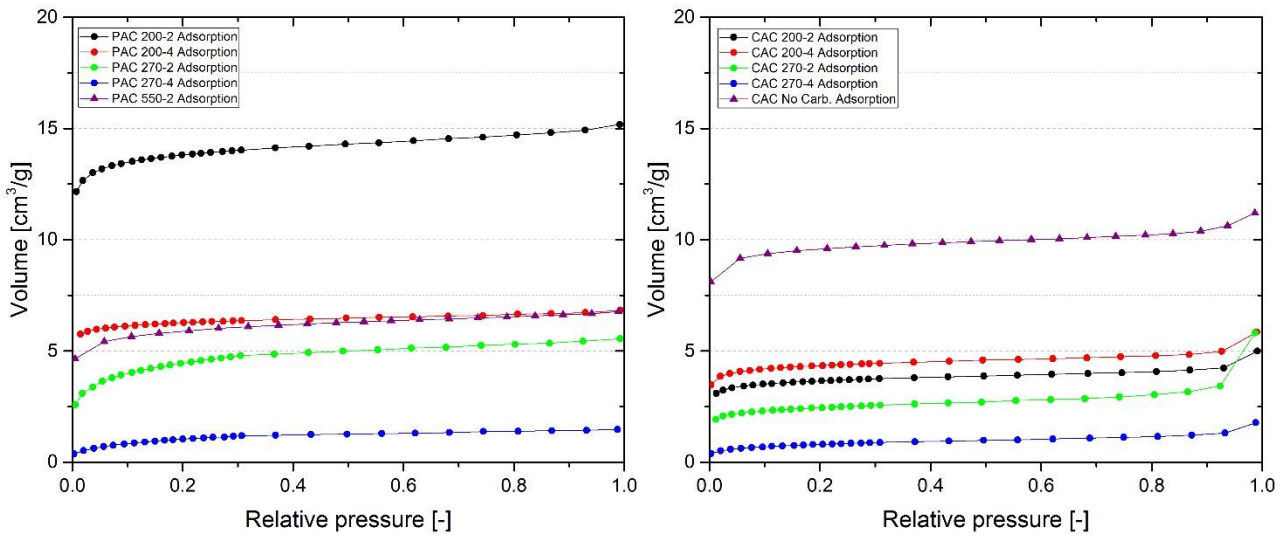 20
15
10
5
0
Volume [cm³/g]
PAC 200-2 Adsorption
PAC 200-4 Adsorption
PAC 270-2 Adsorption
PAC 270-4 Adsorption
PAC 550-2 Adsorption
0.0 0.2 0.4 0.6 0.8 1.0
Relative pressure [-]
20
15
10
5
0
Volume [cm³/g]
CAC 200-2 Adsorption
CAC 200-4 Adsorption
CAC 270-2 Adsorption
CAC 270-4 Adsorption
CAC No Carb. Adsorption
0.0 0.2 0.4 0.6 0.8 1.0
Relative pressure [-]